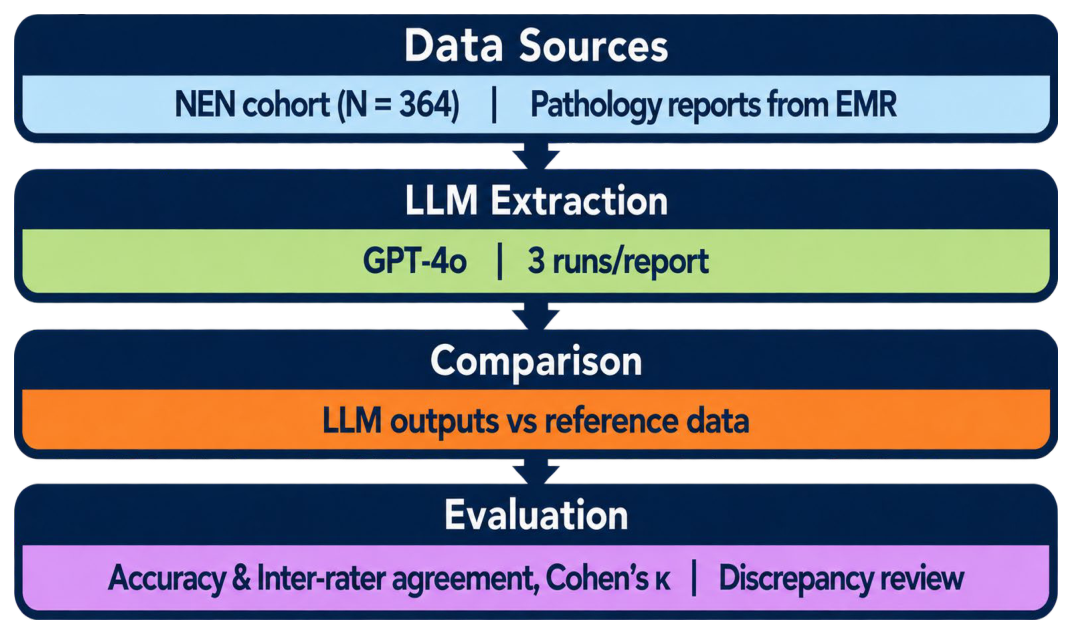 Data Sources
NEN cohort (N = 364) | Pathology reports from EMR
LLM Extraction
GPT-4o | 3 runs/report
Comparison
LLM outputs vs reference data
Evaluation
Accuracy & Inter-rater agreement, Cohen's κ | Discrepancy review